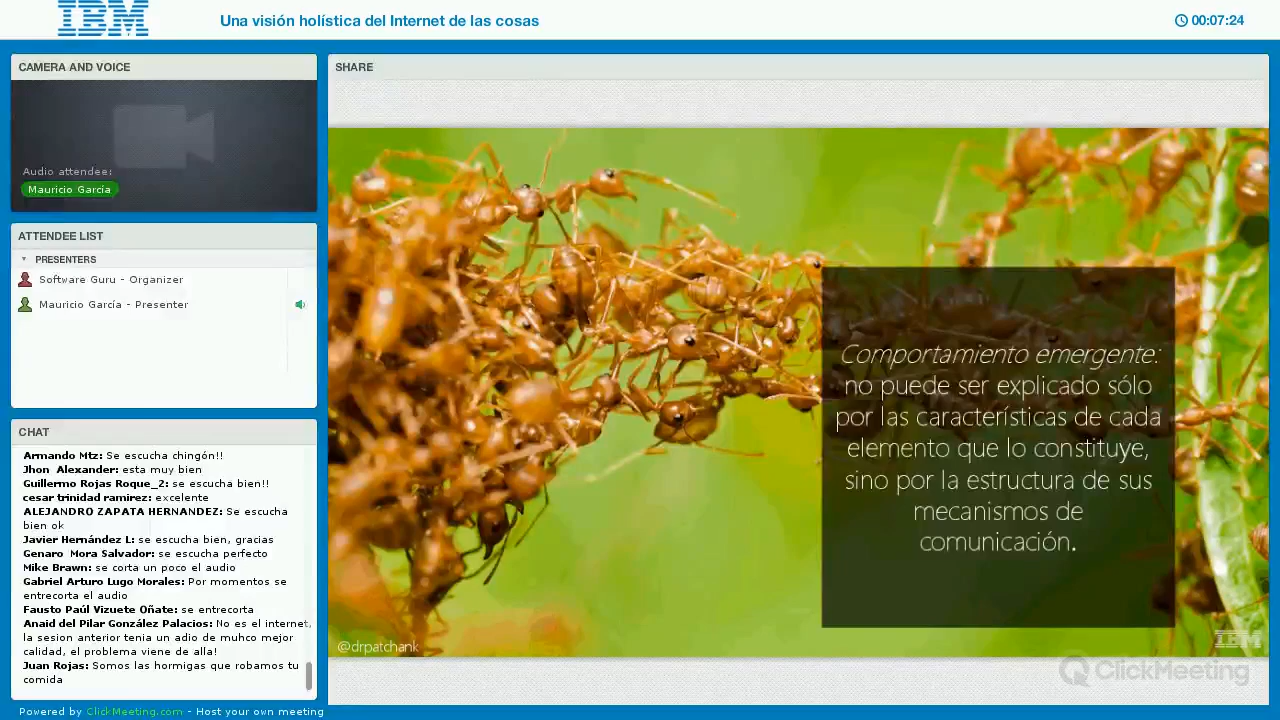 IBM
Una visión holística del Internet de las cosas
00:07:24
CAMERA AND VOICE
Audio attendee:
Mauricio García
ATTENDEE LIST
PRESENTERS
Software Guru - Organizer
Mauricio García - Presenter
CHAT
Armando Mtz: Se escucha chingón!!
Jhon Alexander: esta muy bien
Guillermo Rojas Roque_2: se escucha bien!!
cesar trinidad ramirez: excelente
ALEJANDRO ZAPATA HERNANDEZ: Se escucha
bien ok
Javier Hernández L: se escucha bien, gracias
Genaro Mora Salvador: se escucha perfecto
Mike Brawn: se corta un poco el audio
Gabriel Arturo Lugo Morales: Por momentos se
entrecorta el audio
Fausto Paúl Vizuete Oñate: se entrecorta
Anaid del Pilar González Palacios: No es el internet,
la sesion anterior tenia un adio de muhco mejor
calidad, el problema viene de alla!
Juan Rojas: Somos las hormigas que robamos tu
comida
SHARE
Comportamiento emergente:
no puede ser explicado sólo
por las características de cada
elemento que lo constituye,
sino por la estructura de sus
mecanismos de
comunicación.
@drpatchank
IBM
ClickMeeting
Powered by ClickMeeting.com - Host your own meeting